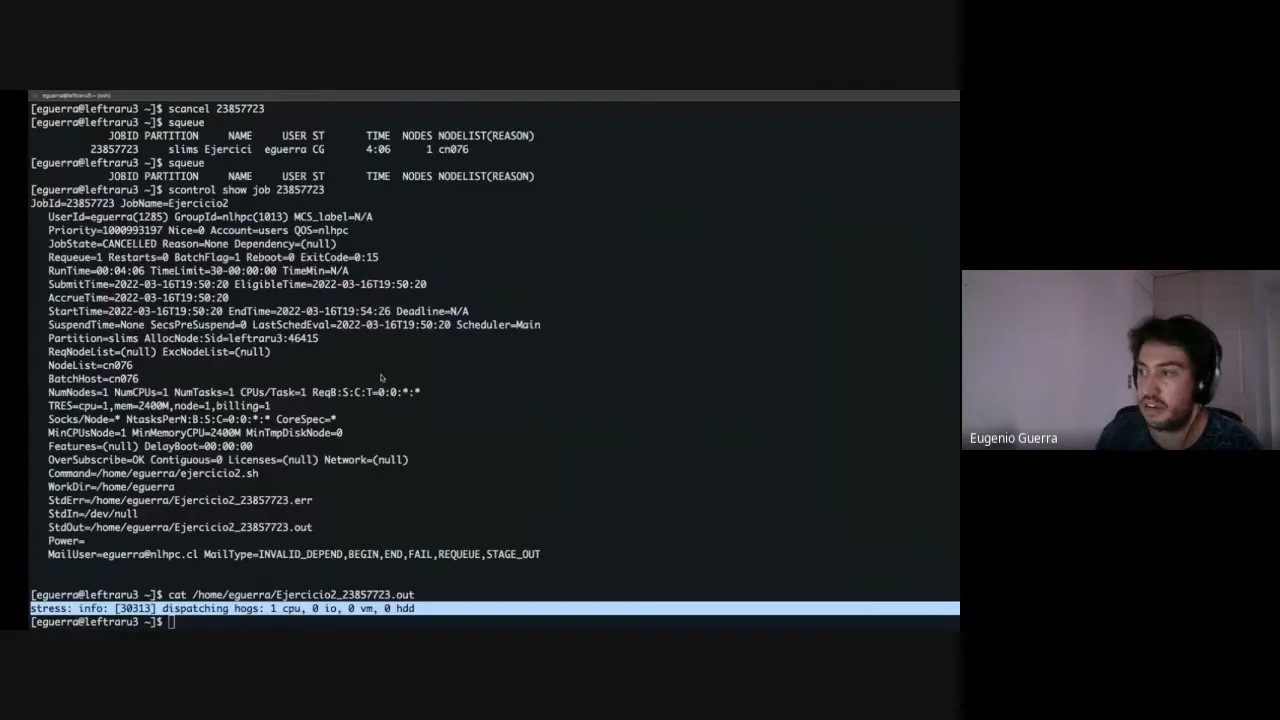 eguerra@leftraru3:~ (ssh)
[eguerra@leftraru3 ~]$ scancel 23857723
[eguerra@leftraru3 ~]$ squeue
JOBID PARTITION NAME USER ST TIME NODES NODELIST(REASON)
23857723 slims Ejercici eguerra CG 4:06 1 cn076
[eguerra@leftraru3 ~]$ squeue
JOBID PARTITION NAME USER ST TIME NODES NODELIST(REASON)
[eguerra@leftraru3 ~]$ scontrol show job 23857723
JobId=23857723 JobName=Ejercicio2
UserId=eguerra(1285) GroupId=nlhpc(1013) MCS_label=N/A
Priority=1000993197 Nice=0 Account=users QOS=nlhpc
JobState=CANCELLED Reason=None Dependency=(null)
Requeue=1 Restarts=0 BatchFlag=1 Reboot=0 ExitCode=0:15
RunTime=00:04:06 TimeLimit=30-00:00:00 TimeMin=N/A
SubmitTime=2022-03-16T19:50:20 EligibleTime=2022-03-16T19:50:20
AccrueTime=2022-03-16T19:50:20
StartTime=2022-03-16T19:50:20 EndTime=2022-03-16T19:54:26 Deadline=N/A
SuspendTime=None SecsPreSuspend=0 LastSchedEval=2022-03-16T19:50:20 Scheduler=Main
Partition=slims AllocNode:Sid=leftraru3:46415
ReqNodeList=(null) ExcNodeList=(null)
NodeList=cn076
BatchHost=cn076
NumNodes=1 NumCPUs=1 NumTasks=1 CPUs/Task=1 ReqB:S:C:T=0:0:*:*
TRES=cpu=1,mem=2400M,node=1,billing=1
Socks/Node=* NtasksPerN:B:S:C=0:0:*:* CoreSpec=*
MinCPUsNode=1 MinMemoryCPU=2400M MinTmpDiskNode=0
Features=(null) DelayBoot=00:00:00
OverSubscribe=OK Contiguous=0 Licenses=(null) Network=(null)
Command=/home/eguerra/ejercicio2.sh
WorkDir=/home/eguerra
StdErr=/home/eguerra/Ejercicio2_23857723.err
StdIn=/dev/null
StdOut=/home/eguerra/Ejercicio2_23857723.out
Power=
MailUser=eguerra@nlhpc.cl MailType=INVALID_DEPEND,BEGIN,END,FAIL,REQUEUE,STAGE_OUT
[eguerra@leftraru3 ~]$ cat /home/eguerra/Ejercicio2_23857723.out
stress: info: [30313] dispatching hogs: 1 cpu, 0 io, 0 vm, 0 hdd
[eguerra@leftraru3 ~]$
Eugenio Guerra